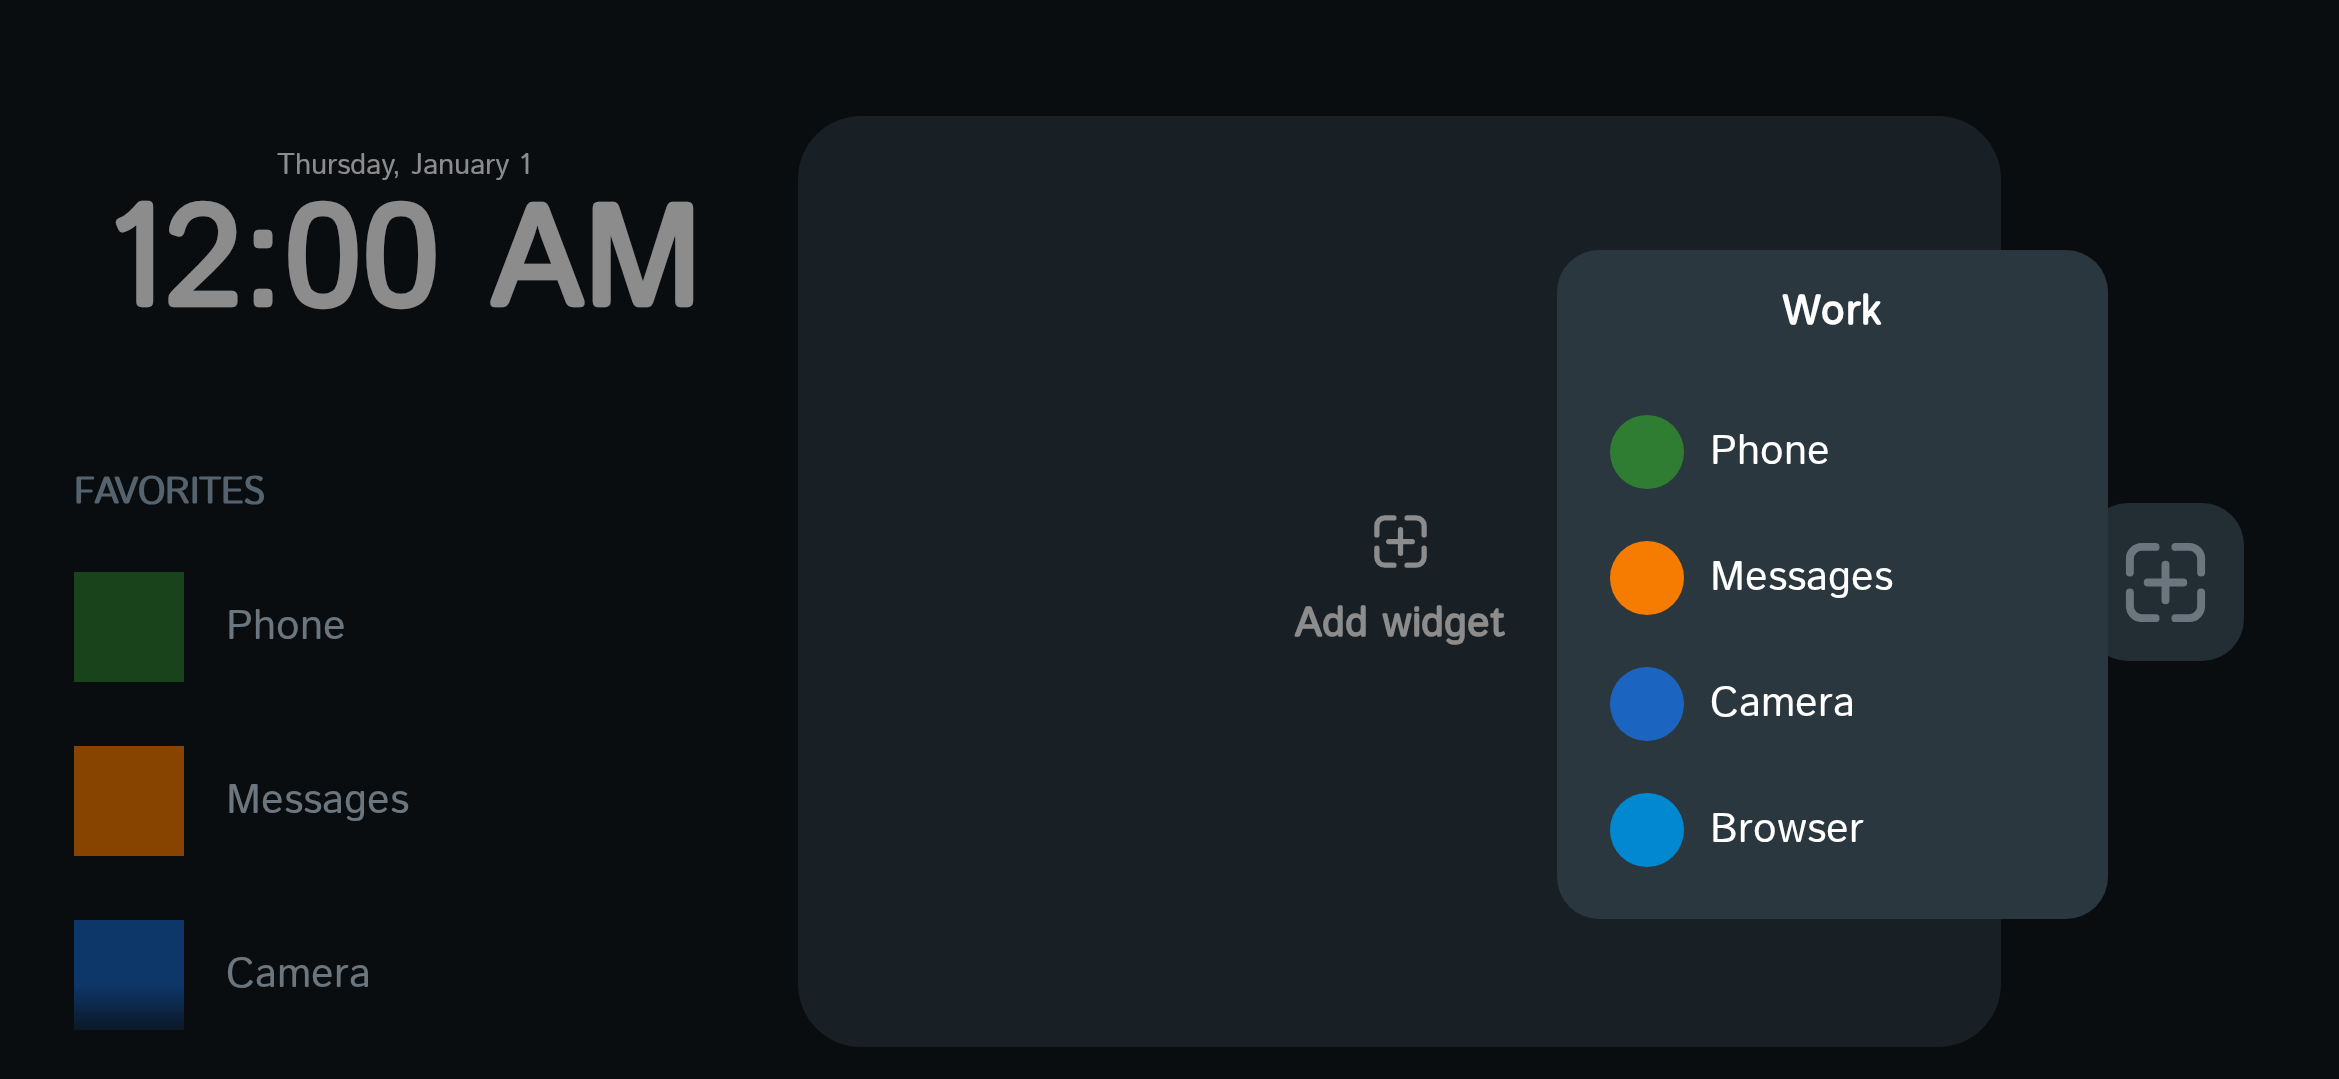 Thursday, January 1
12:00 AM
FAVORITES
Phone
Messages
Camera
Add widget
Work
Phone
Messages
Camera
Browser